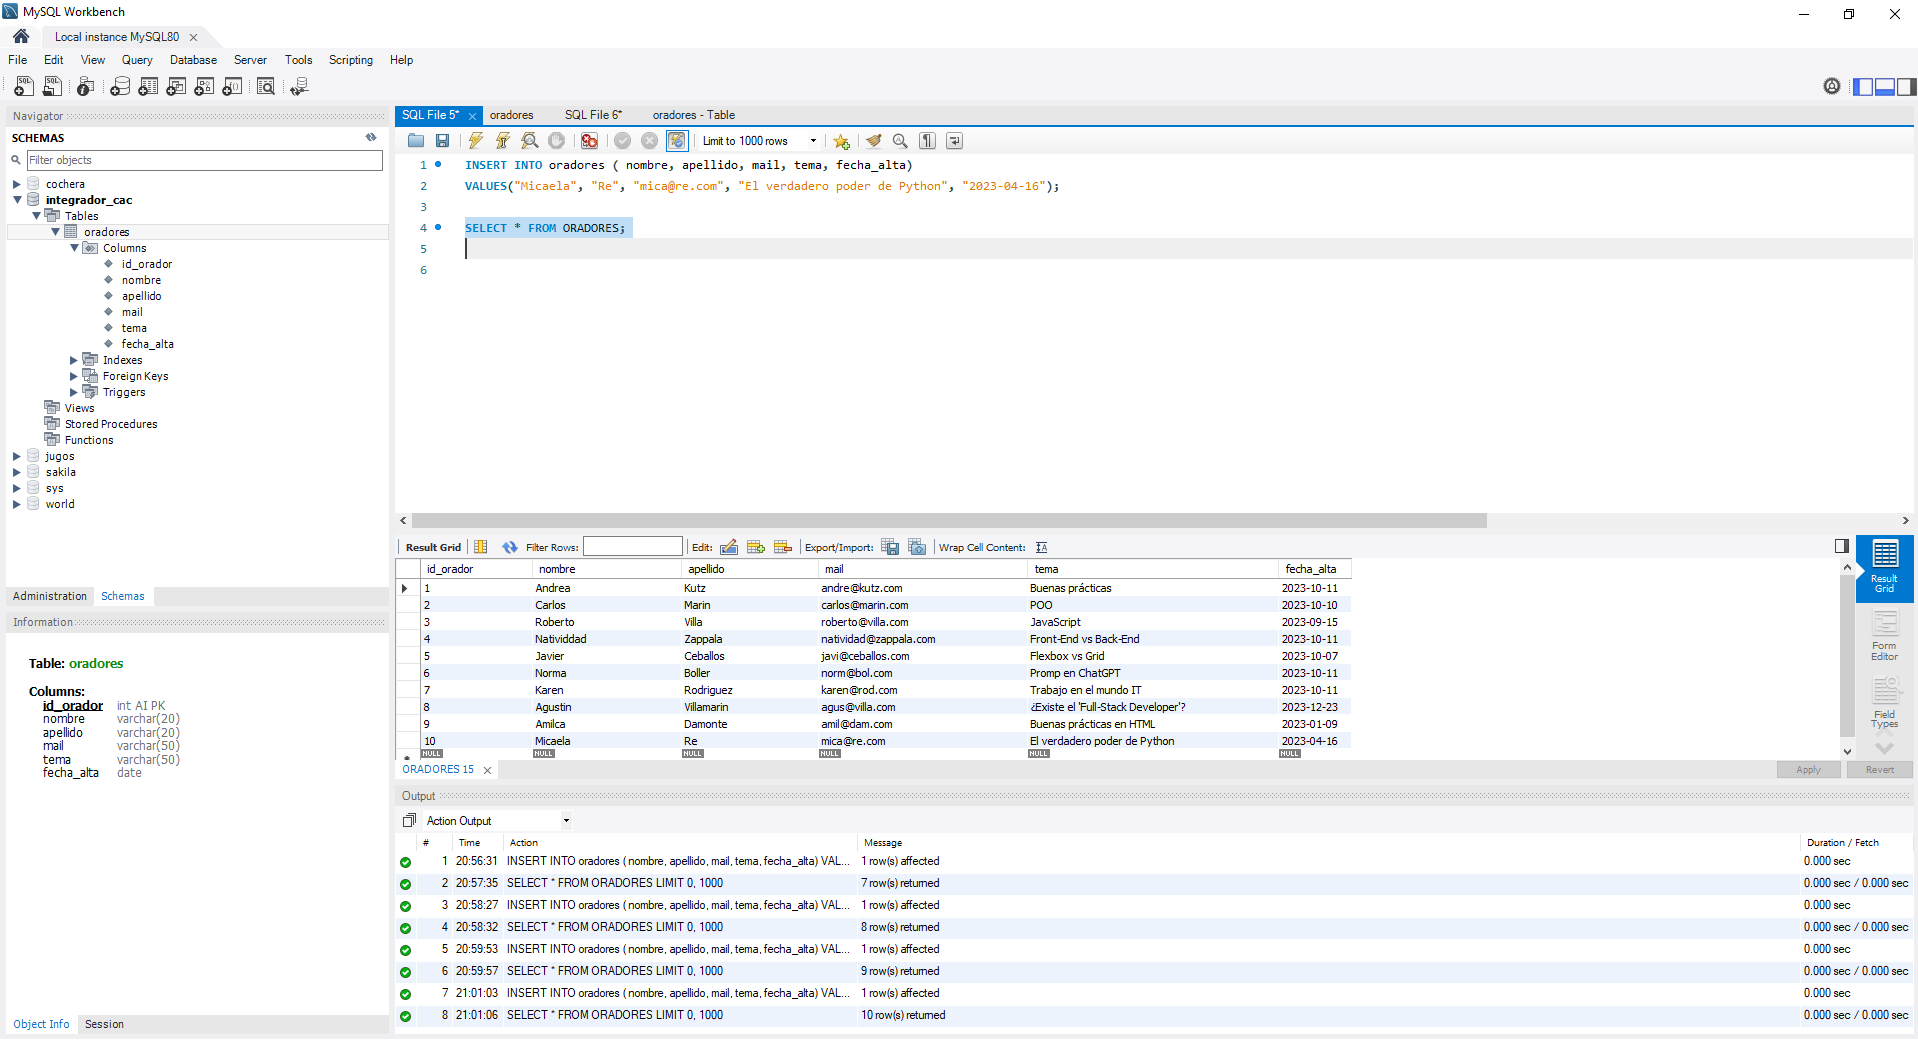 MySQL Workbench
Local instance MySQL80
File Edit View Query Database Server Tools Scripting Help
Navigator
SCHEMAS
Filter objects
cochera
integrador_cac
Tables
oradores
Columns
id_orador
nombre
apellido
mail
tema
fecha_alta
Indexes
Foreign Keys
Triggers
Views
Stored Procedures
Functions
jugos
sakila
sys
world
Administration Schemas
Information
Table: oradores
Columns:
id_orador int AI PK
nombre varchar(20)
apellido varchar(20)
mail varchar(50)
tema varchar(50)
fecha_alta date
Object Info Session
SQL File 5* oradores SQL File 6* oradores - Table
Limit to 1000 rows
1 INSERT INTO oradores ( nombre, apellido, mail, tema, fecha_alta)
2 VALUES("Micaela", "Re", "mica@re.com", "El verdadero poder de Python", "2023-04-16");
3
4 SELECT * FROM ORADORES;
5
6
Result Grid Filter Rows: Edit: Export/Import: Wrap Cell Content:
id_orador nombre apellido mail tema fecha_alta
1 Andrea Kutz andre@kutz.com Buenas prácticas 2023-10-11
2 Carlos Marin carlos@marin.com POO 2023-10-10
3 Roberto Villa roberto@villa.com JavaScript 2023-09-15
4 Natividdad Zappala natividad@zappala.com Front-End vs Back-End 2023-10-11
5 Javier Ceballos javi@ceballos.com Flexbox vs Grid 2023-10-07
6 Norma Boller norm@bol.com Promp en ChatGPT 2023-10-11
7 Karen Rodriguez karen@rod.com Trabajo en el mundo IT 2023-10-11
8 Agustin Villamarin agus@villa.com ¿Existe el 'Full-Stack Developer'? 2023-12-23
9 Amilca Damonte amil@dam.com Buenas prácticas en HTML 2023-01-09
10 Micaela Re mica@re.com El verdadero poder de Python 2023-04-16
NULL NULL NULL NULL NULL NULL
Result
Grid
Form
Editor
Field
Types
ORADORES 15
Apply Revert
Output
Action Output
# Time Action Message Duration / Fetch
1 20:56:31 INSERT INTO oradores ( nombre, apellido, mail, tema, fecha_alta) VAL... 1 row(s) affected 0.000 sec
2 20:57:35 SELECT * FROM ORADORES LIMIT 0, 1000 7 row(s) returned 0.000 sec / 0.000 sec
3 20:58:27 INSERT INTO oradores ( nombre, apellido, mail, tema, fecha_alta) VAL... 1 row(s) affected 0.000 sec
4 20:58:32 SELECT * FROM ORADORES LIMIT 0, 1000 8 row(s) returned 0.000 sec / 0.000 sec
5 20:59:53 INSERT INTO oradores ( nombre, apellido, mail, tema, fecha_alta) VAL... 1 row(s) affected 0.000 sec
6 20:59:57 SELECT * FROM ORADORES LIMIT 0, 1000 9 row(s) returned 0.000 sec / 0.000 sec
7 21:01:03 INSERT INTO oradores ( nombre, apellido, mail, tema, fecha_alta) VAL... 1 row(s) affected 0.000 sec
8 21:01:06 SELECT * FROM ORADORES LIMIT 0, 1000 10 row(s) returned 0.000 sec / 0.000 sec